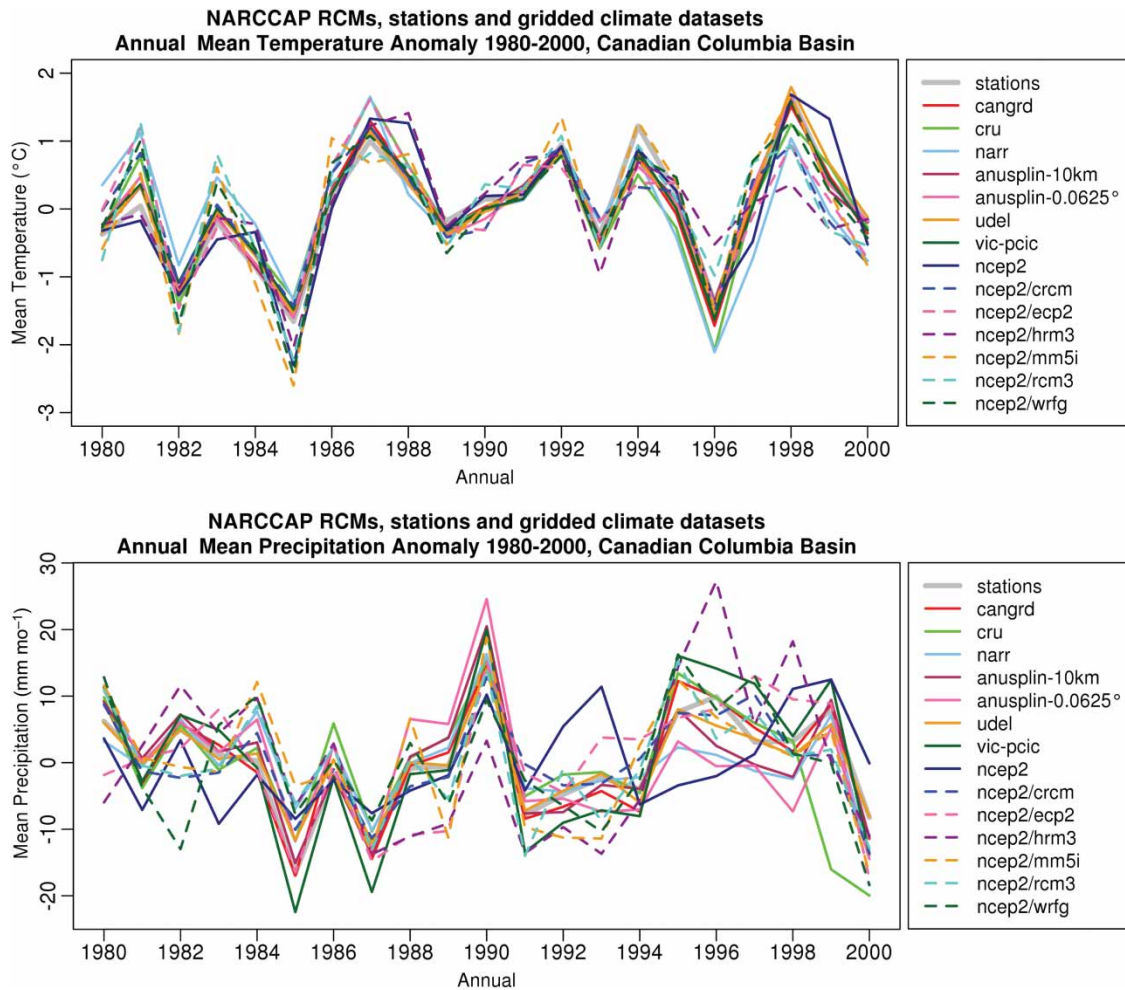 NARCCAP RCMs, stations and gridded climate datasets
Annual  Mean Temperature Anomaly 1980-2000, Canadian Columbia Basin
Mean Temperature (°C)
2
1
0
-1
-2
-3
1980 1982 1984 1986 1988 1990 1992 1994 1996 1998 2000
Annual
stations
cangrd
cru
narr
anusplin-10km
anusplin-0.0625°
udel
vic-pcic
ncep2
ncep2/crcm
ncep2/ecp2
ncep2/hrm3
ncep2/mm5i
ncep2/rcm3
ncep2/wrfg
NARCCAP RCMs, stations and gridded climate datasets
Annual  Mean Precipitation Anomaly 1980-2000, Canadian Columbia Basin
Mean Precipitation (mm mo⁻¹)
30
20
10
0
-10
-20
1980 1982 1984 1986 1988 1990 1992 1994 1996 1998 2000
Annual
stations
cangrd
cru
narr
anusplin-10km
anusplin-0.0625°
udel
vic-pcic
ncep2
ncep2/crcm
ncep2/ecp2
ncep2/hrm3
ncep2/mm5i
ncep2/rcm3
ncep2/wrfg